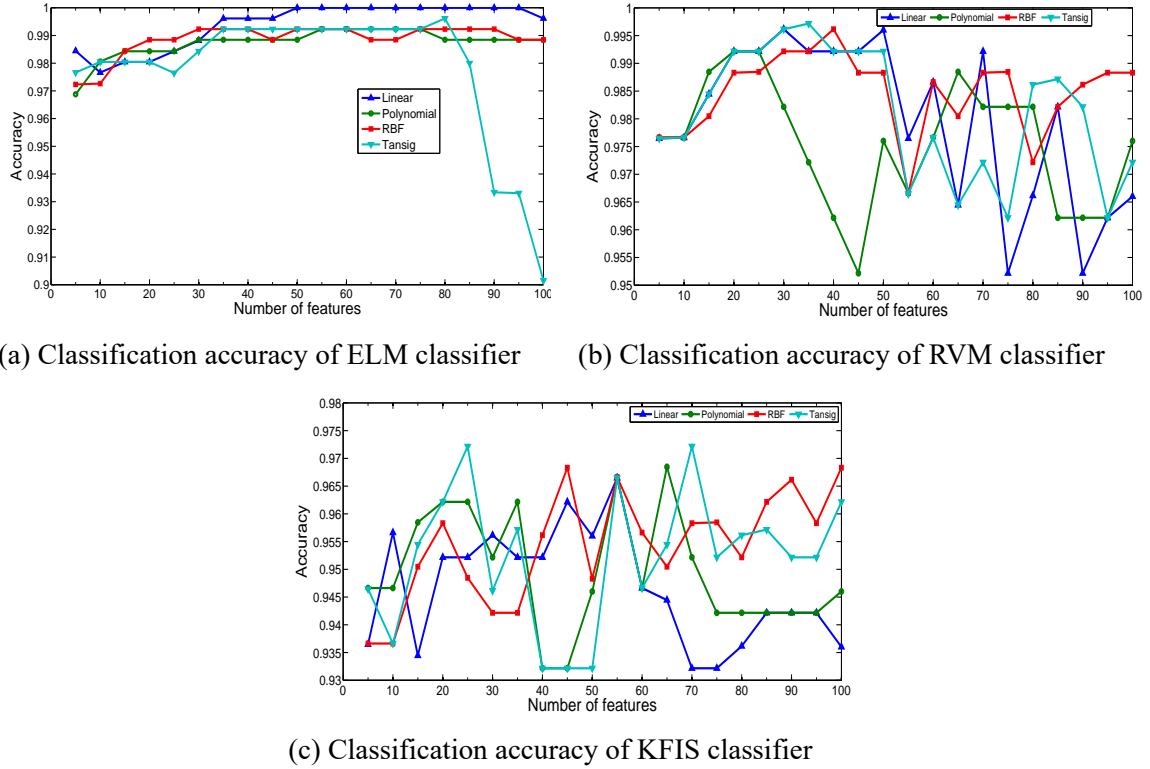 1
0.99
0.98
0.97
0.96
0.95
0.94
0.93
0.92
0.91
0.9
Accuracy
0 10 20 30 40 50 60 70 80 90 100
Number of features
Linear
Polynomial
RBF
Tansig
1
0.995
0.99
0.985
0.98
0.975
0.97
0.965
0.96
0.955
0.95
Accuracy
0 10 20 30 40 50 60 70 80 90 100
Number of features
Linear Polynomial RBF Tansig
(a) Classification accuracy of ELM classifier
(b) Classification accuracy of RVM classifier
0.98
0.97
0.965
0.96
0.955
0.95
0.945
0.94
0.935
0.93
Accuracy
0 10 20 30 40 50 60 70 80 90 100
Number of features
Linear Polynomial RBF Tansig
(c) Classification accuracy of KFIS classifier